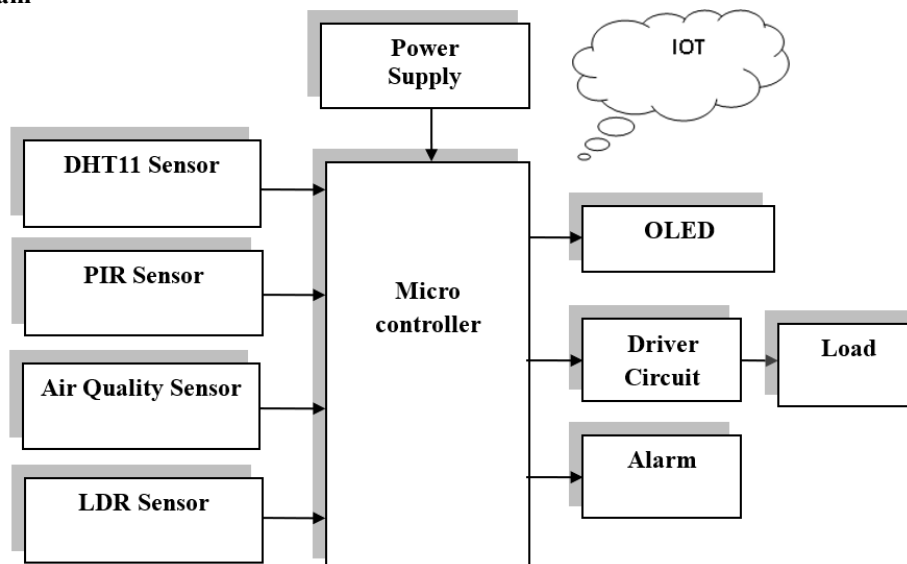 Power
Supply
IOT
DHT11 Sensor
PIR Sensor
Air Quality Sensor
LDR Sensor
Micro
controller
OLED
Driver
Circuit
Load
Alarm